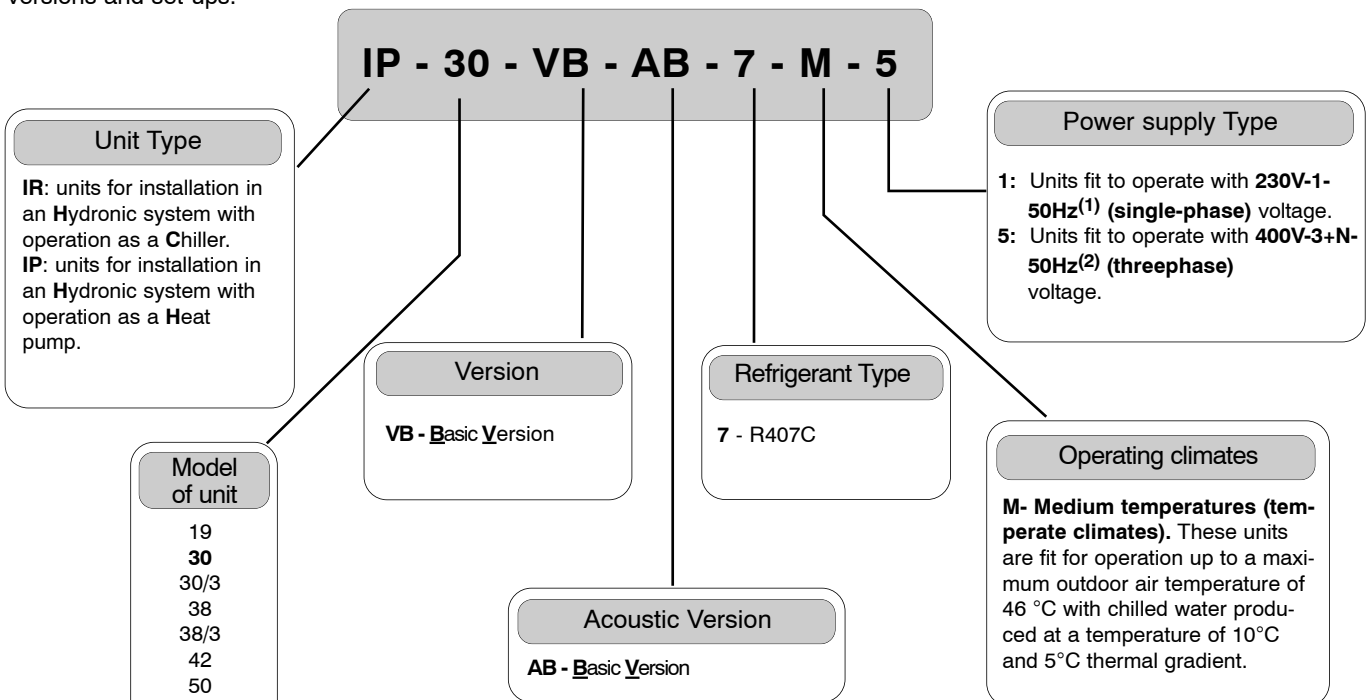 versions and set-ups.
IP - 30 - VB - AB - 7 - M - 5
Unit Type
IR: units for installation in
an Hydronic system with
operation as a Chiller.
IP: units for installation in
an Hydronic system with
operation as a Heat
pump.
Model
of unit
19
30
30/3
38
38/3
42
50
Version
VB - Basic Version
Acoustic Version
AB - Basic Version
Refrigerant Type
7 - R407C
Power supply Type
1: Units fit to operate with 230V-1-
50Hz(1) (single-phase) voltage.
5: Units fit to operate with 400V-3+N-
50Hz(2) (threephase)
voltage.
Operating climates
M- Medium temperatures (tem-
perate climates). These units
are fit for operation up to a maxi-
mum outdoor air temperature of
46 °C with chilled water produ-
ced at a temperature of 10°C
and 5°C thermal gradient.